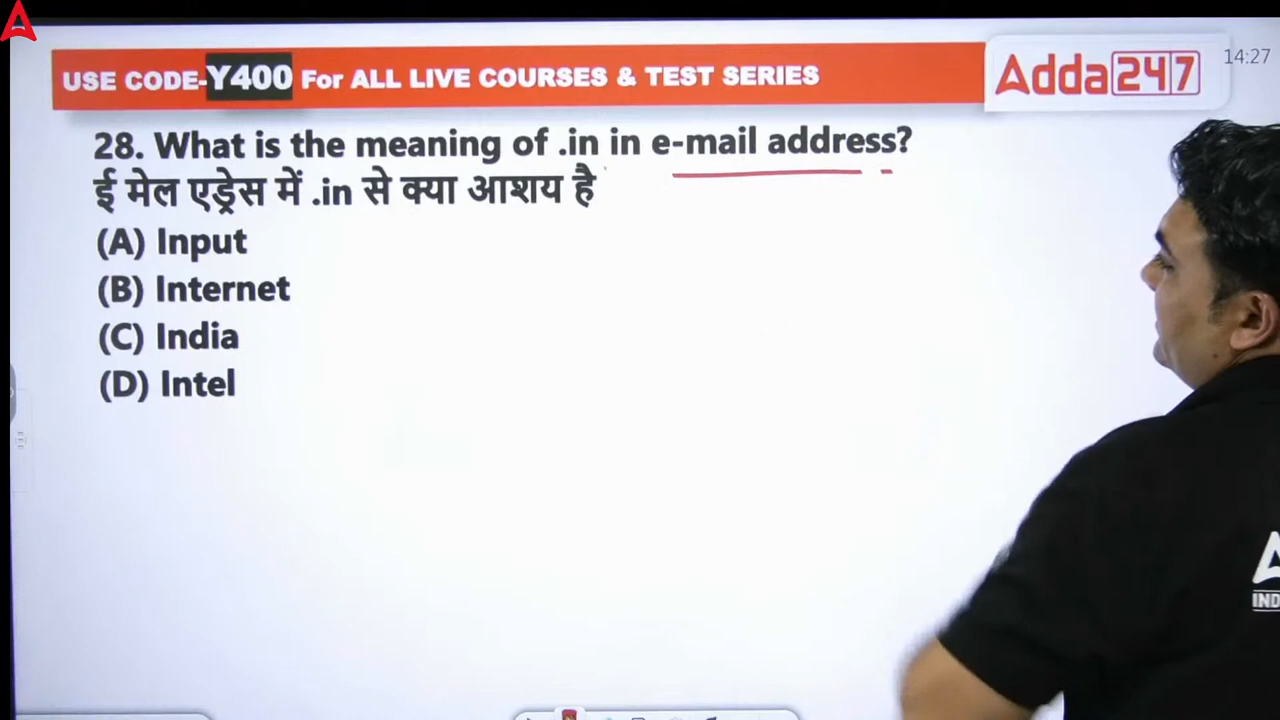 USE CODE-Y400 For ALL LIVE COURSES & TEST SERIES
Adda247
14:27
28. What is the meaning of .in in e-mail address?
ई मेल एड्रेस में .in से क्या आशय है
(A) Input
(B) Internet
(C) India
(D) Intel